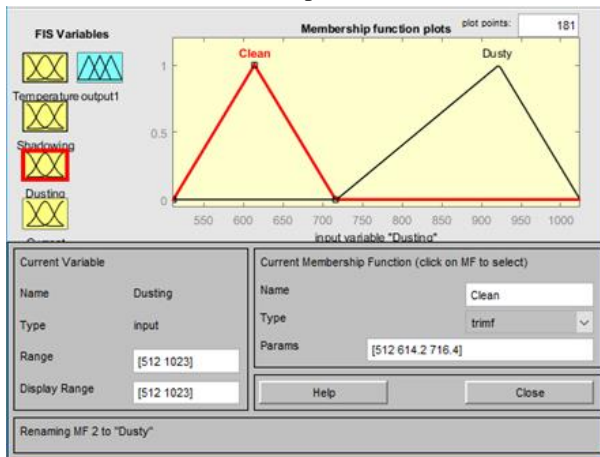 FIS Variables
Membership function plots
plot points:
181
Temperature output1
Shadowing
Dusting
Current
Clean
Dusty
1
0.5
0
550 600 650 700 750 800 850 900 950 1000
input variable "Dusting"
Current Variable
Name Dusting
Type input
Range [512 1023]
Display Range [512 1023]
Current Membership Function (click on MF to select)
Name Clean
Type trimf
Params [512 614.2 716.4]
Help Close
Renaming MF 2 to "Dusty"